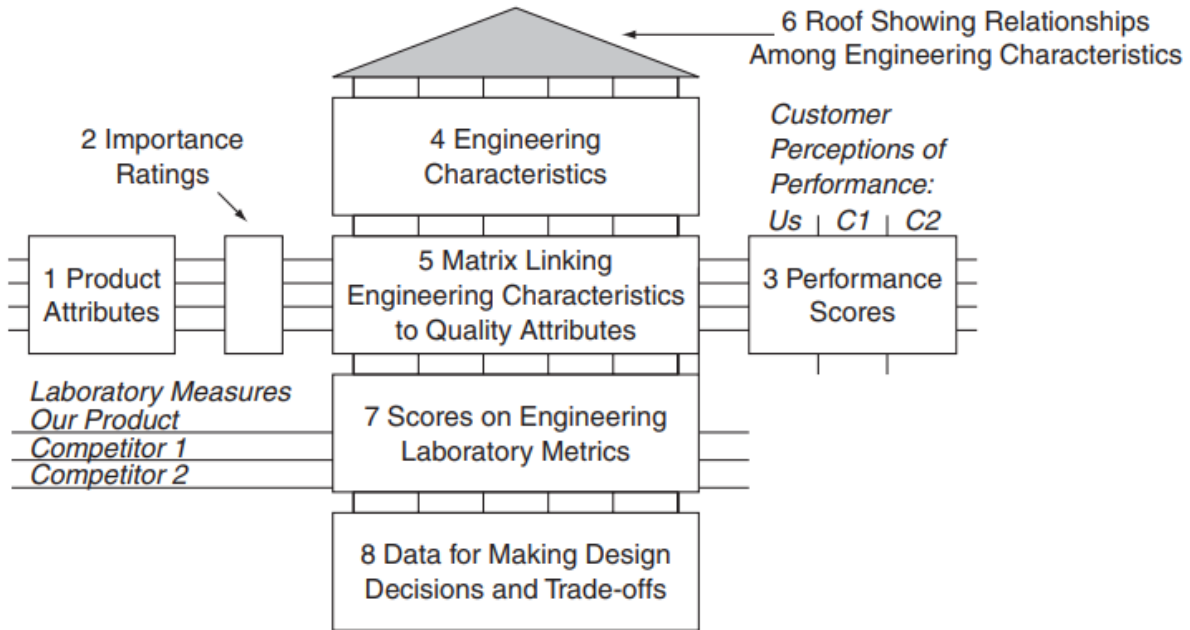 6 Roof Showing Relationships
Among Engineering Characteristics
2 Importance
Ratings
4 Engineering
Characteristics
Customer
Perceptions of
Performance:
Us C1 C2
1 Product
Attributes
5 Matrix Linking
Engineering Characteristics
to Quality Attributes
3 Performance
Scores
Laboratory Measures
Our Product
Competitor 1
Competitor 2
7 Scores on Engineering
Laboratory Metrics
8 Data for Making Design
Decisions and Trade-offs